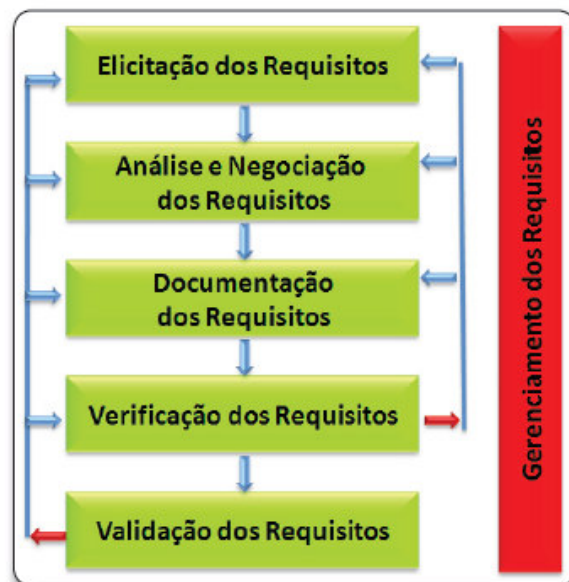 Elicitação dos Requisitos
Análise e Negociação
dos Requisitos
Documentação
dos Requisitos
Verificação dos Requisitos
Validação dos Requisitos
Gerenciamento dos Requisitos